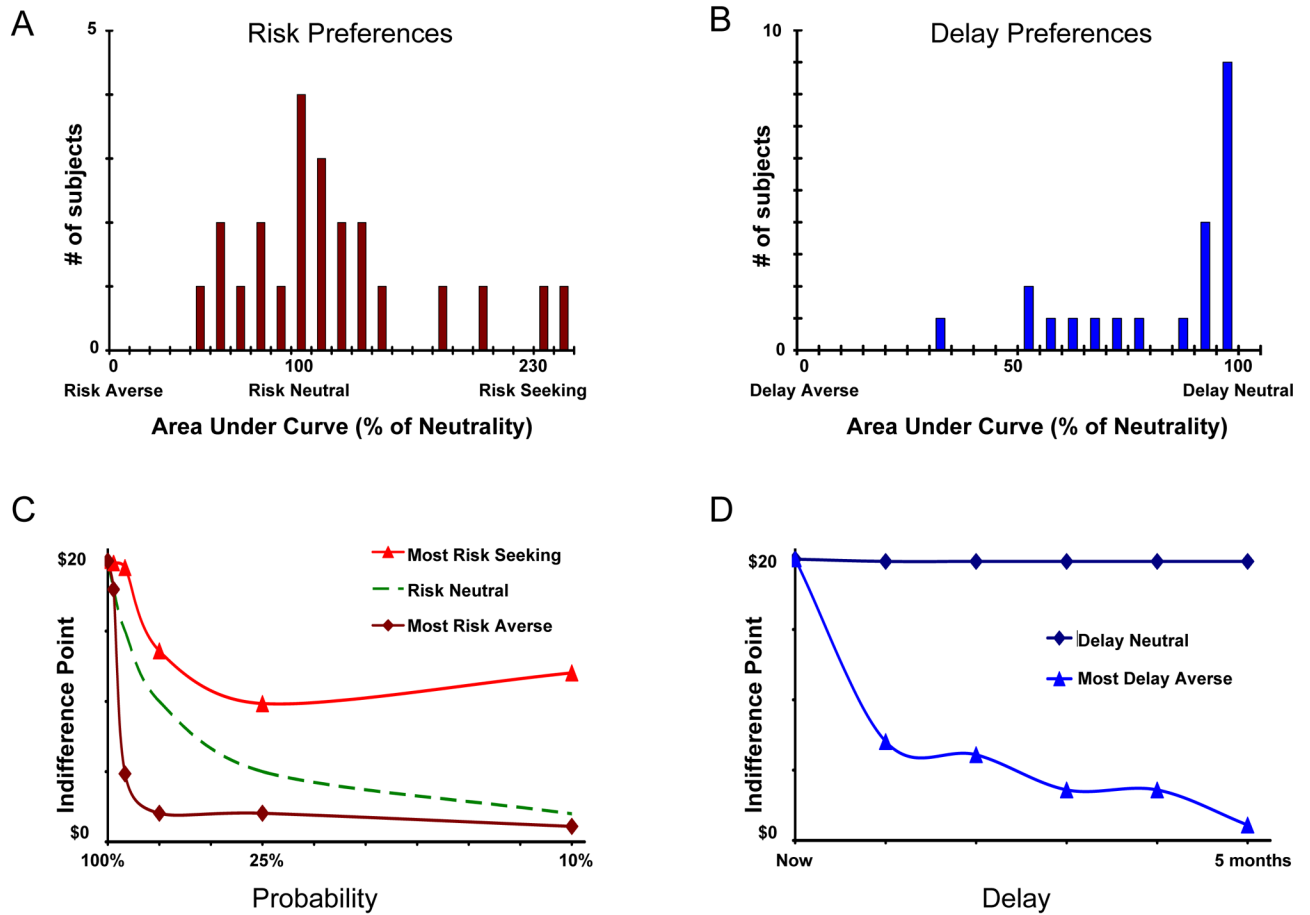 A
Risk Preferences
5
# of subjects
0
0
100
230
Risk Averse
Risk Neutral
Risk Seeking
Area Under Curve (% of Neutrality)
B
Delay Preferences
10
# of subjects
0
0
50
100
Delay Averse
Delay Neutral
Area Under Curve (% of Neutrality)
C
$20
Indifference Point
$0
Most Risk Seeking
Risk Neutral
Most Risk Averse
100%
25%
10%
Probability
D
$20
Indifference Point
$0
Delay Neutral
Most Delay Averse
Now
5 months
Delay